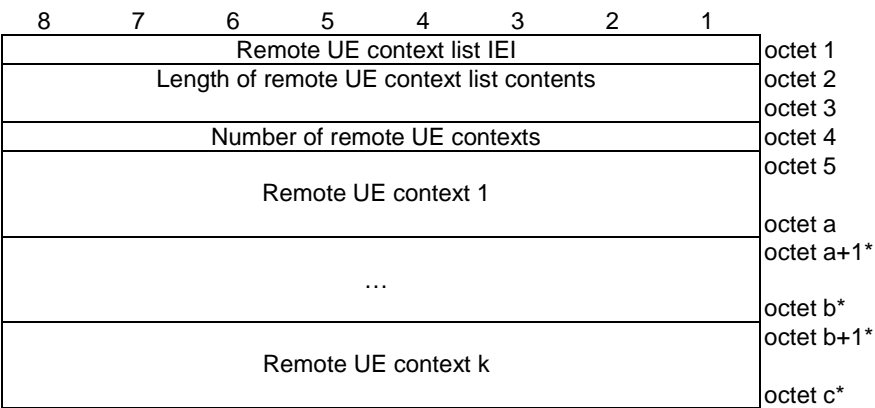 8 7 6 5 4 3 2 1
Remote UE context list IEI octet 1
Length of remote UE context list contents octet 2
octet 3
Number of remote UE contexts octet 4
octet 5
Remote UE context 1
octet a
octet a+1*
…
octet b*
octet b+1*
Remote UE context k
octet c*